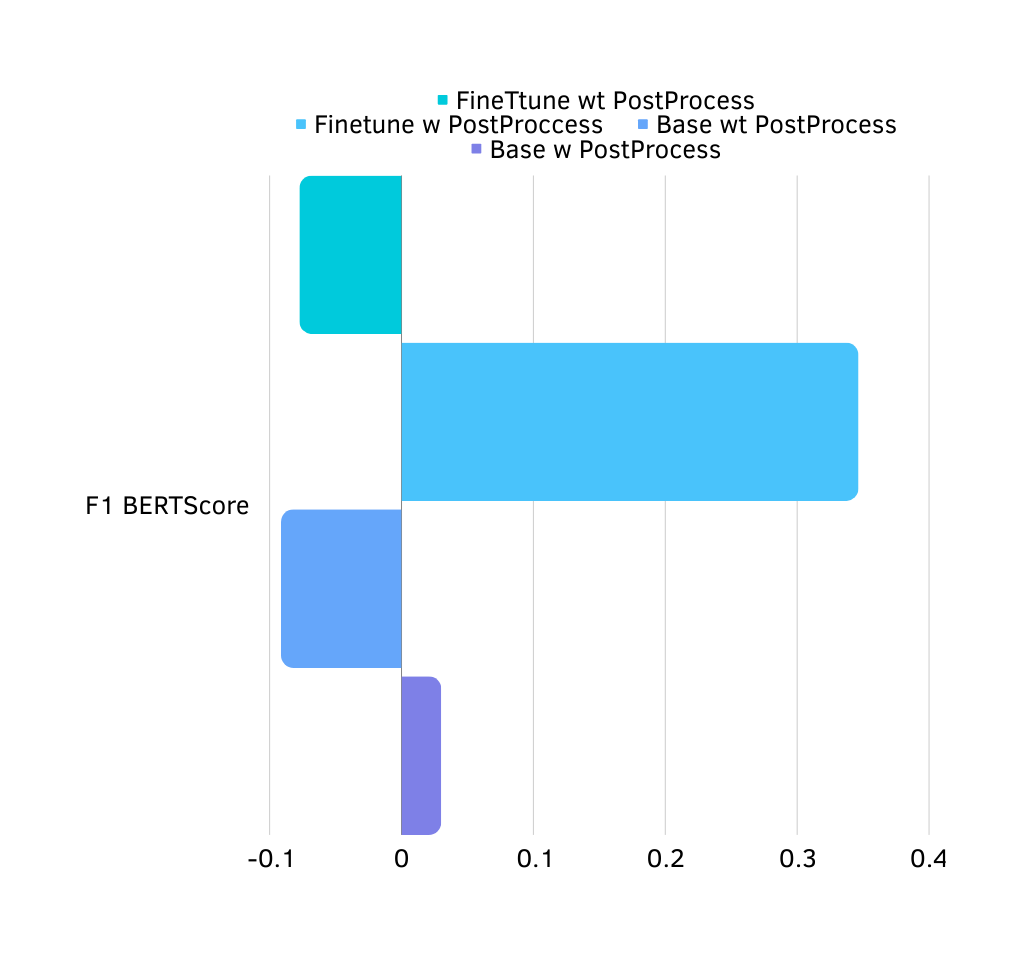 FineTtune wt PostProcess
Finetune w PostProccess Base wt PostProcess
Base w PostProcess
F1 BERTScore
-0.1 0 0.1 0.2 0.3 0.4